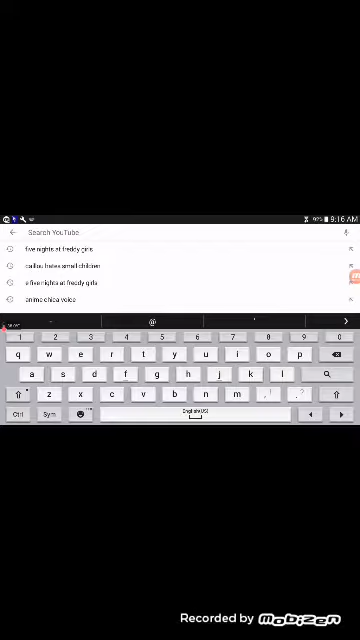 92% 9:16 AM
Search YouTube
five nights at freddy girls
caillou hates small children
e five nights at freddy girls
anime chica voice
- @ '
1 2 3 4 5 6 7 8 9 0
q w e r t y u i o p
a s d f g h j k l
z x c v b n m , ! . ?
English(US)
Ctrl Sym
Recorded by mobizen